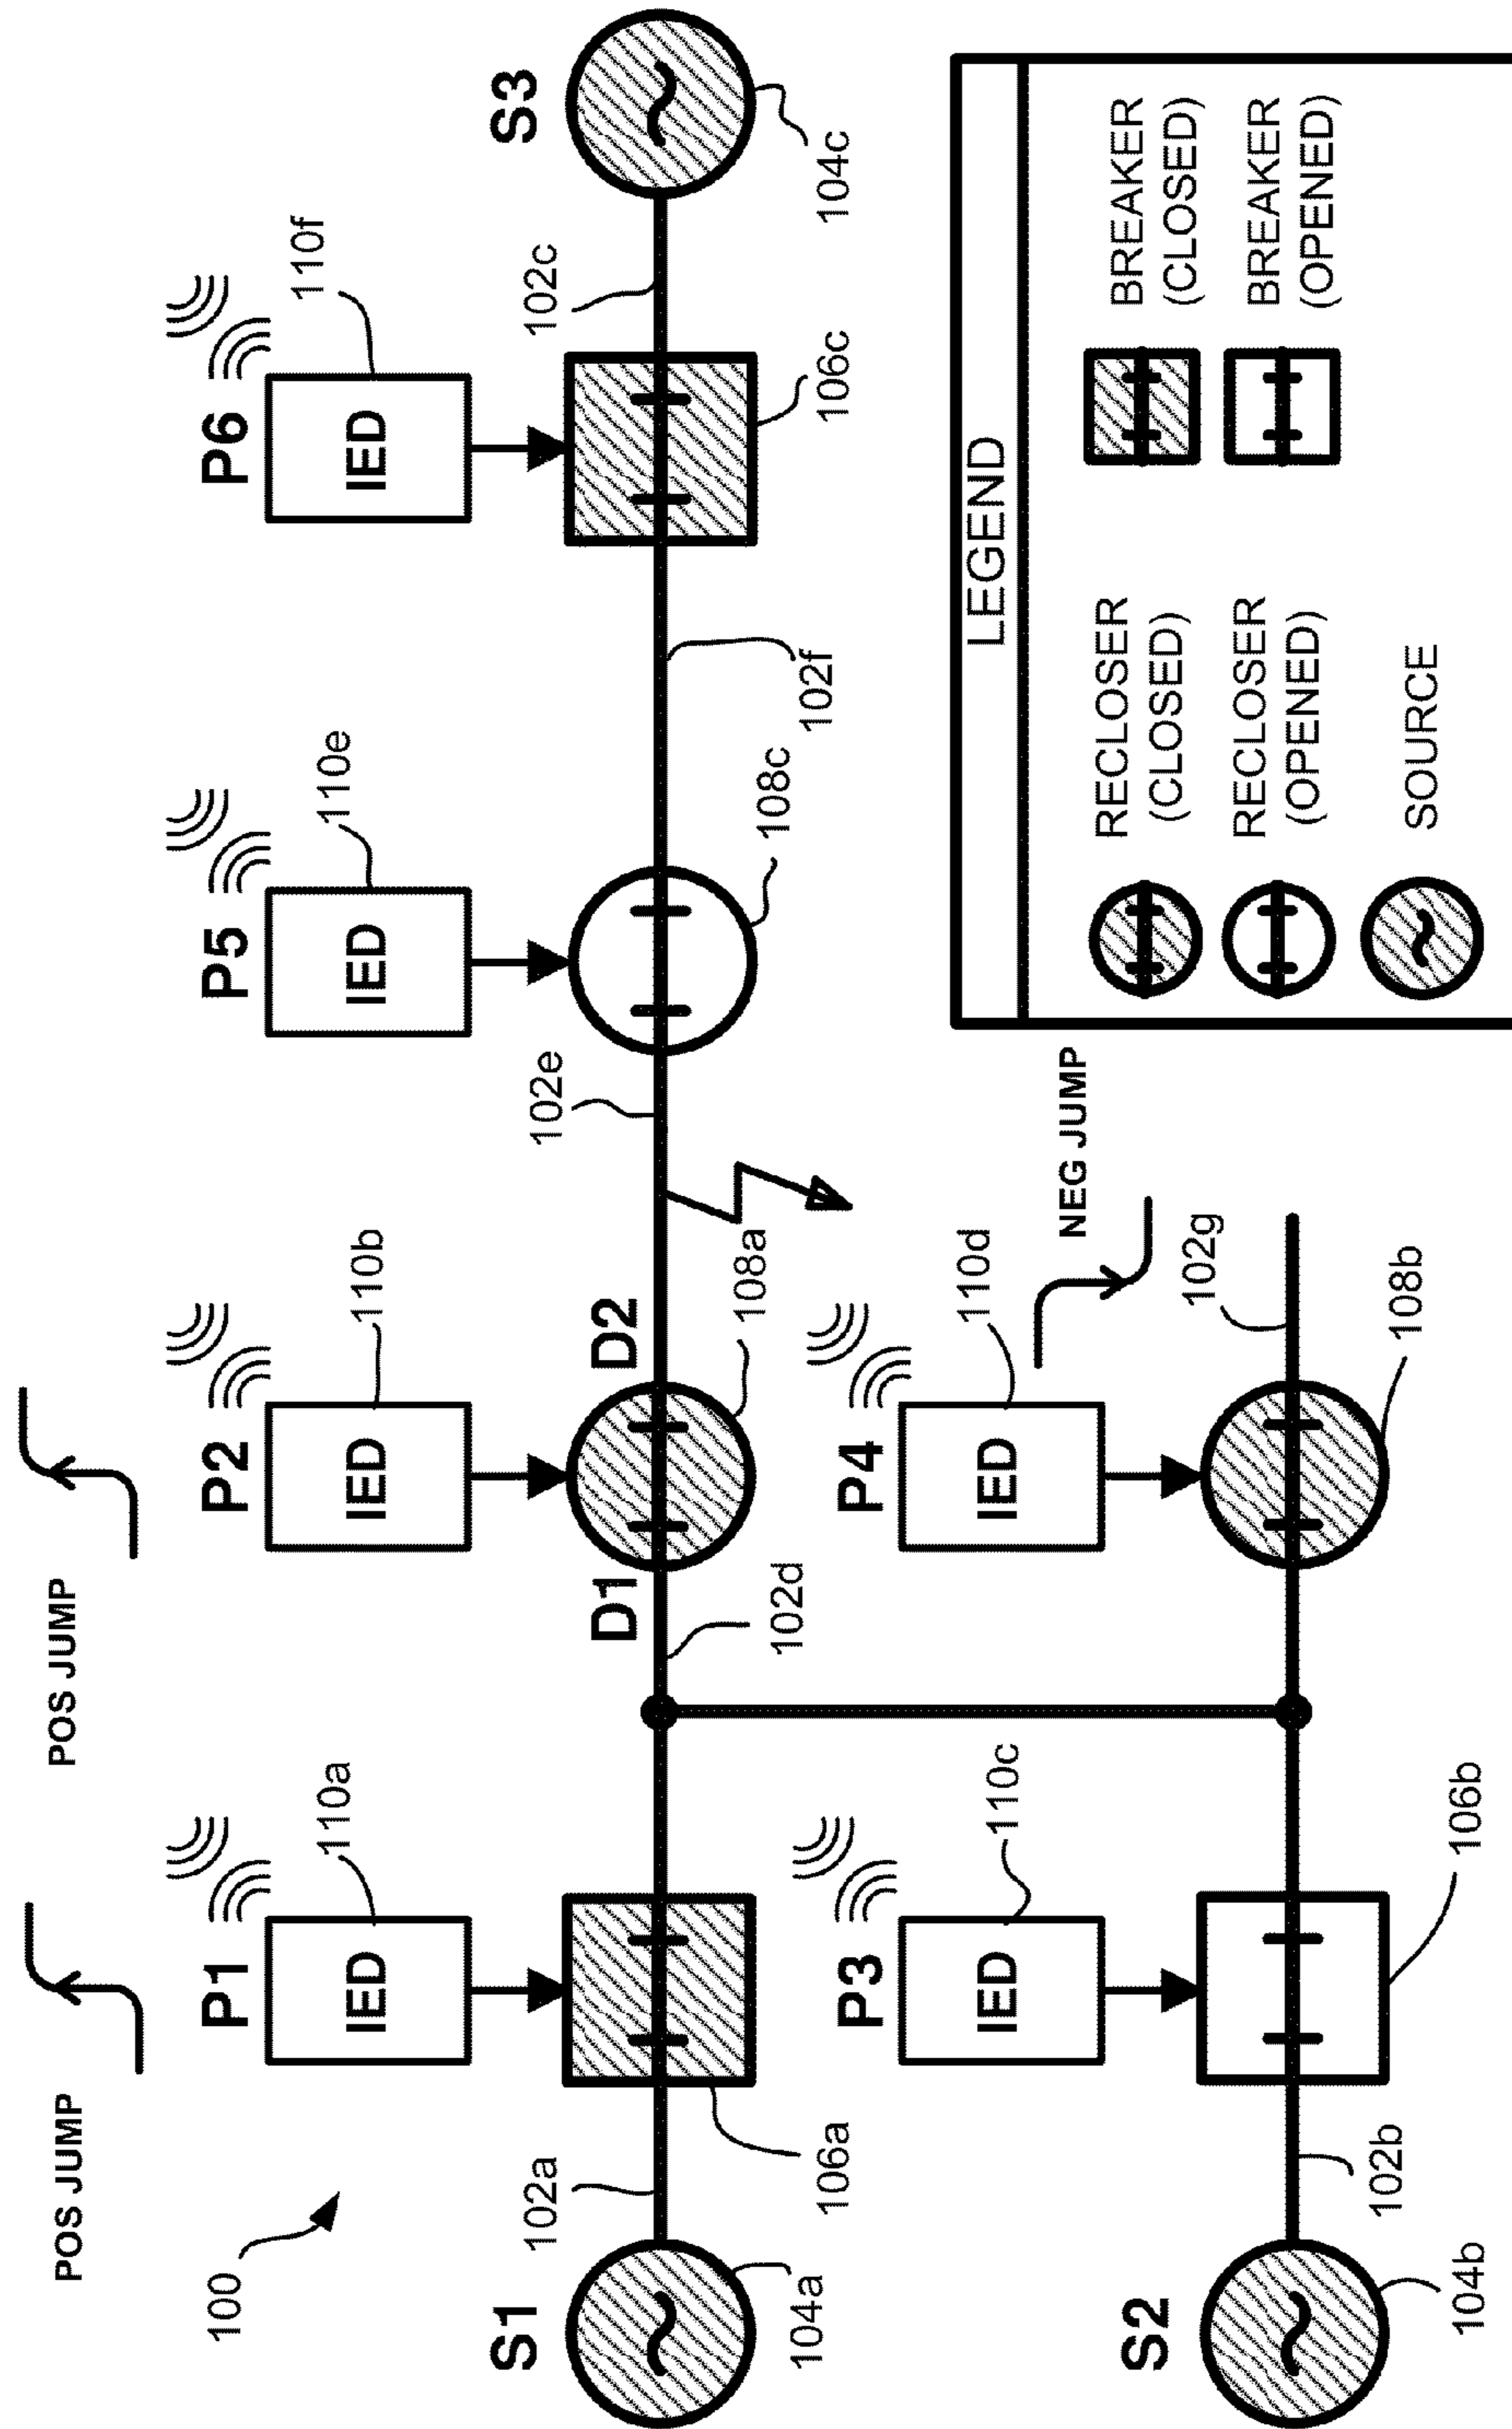 POS JUMP
POS JUMP
100
P1
P2
P5
P6
110a
110b
110e
110f
IED
IED
IED
IED
S1
D1
D2
S3
102a
102e
102c
104a
106a
102d
108a
108c
102f
106c
104c
P3
P4
110c
110d
NEG JUMP
IED
IED
S2
102g
102b
104b
106b
108b
LEGEND
RECLOSER
(CLOSED)
BREAKER
(CLOSED)
RECLOSER
(OPENED)
BREAKER
(OPENED)
SOURCE